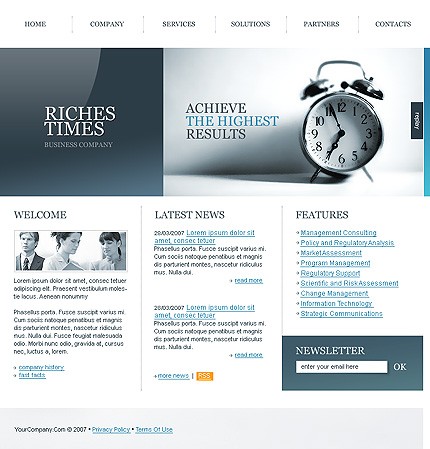 HOME COMPANY SERVICES SOLUTIONS PARTNERS CONTACTS
RICHES
TIMES
BUSINESS COMPANY
ACHIEVE
THE HIGHEST
RESULTS
replay
WELCOME
Lorem ipsum dolor sit amet, consec tetuer
adipiscing elit. Praesent vestibulum moles-
tie lacus. Aenean nonummy
Phasellus porta. Fusce suscipit varius mi.
Cum sociis natoque penatibus et magnis
dis parturient montes, nascetur ridiculus
mus. Nulla dui. Fusce feugiat malesuada
odio. Morbi nunc odio, gravida at, cursus
nec, luctus a, lorem.
company history
fast facts
LATEST NEWS
28/03/2007 Lorem ipsum dolor sit
amet, consec tetuer
Phasellus porta. Fusce suscipit varius mi.
Cum sociis natoque penatibus et magnis
dis parturient montes, nascetur ridiculus
mus. Nulla dui.
read more
28/03/2007 Lorem ipsum dolor sit
amet, consec tetuer
Phasellus porta. Fusce suscipit varius mi.
Cum sociis natoque penatibus et magnis
dis parturient montes, nascetur ridiculus
mus. Nulla dui.
read more
more news | RSS
FEATURES
Management Consulting
Policy and Regulatory Analysis
Market Assessment
Program Management
Regulatory Support
Scientific and Risk Assessment
Change Management
Information Technology
Strategic Communications
NEWSLETTER
enter your email here OK
YourCompany.Com © 2007 • Privacy Policy • Terms Of Use